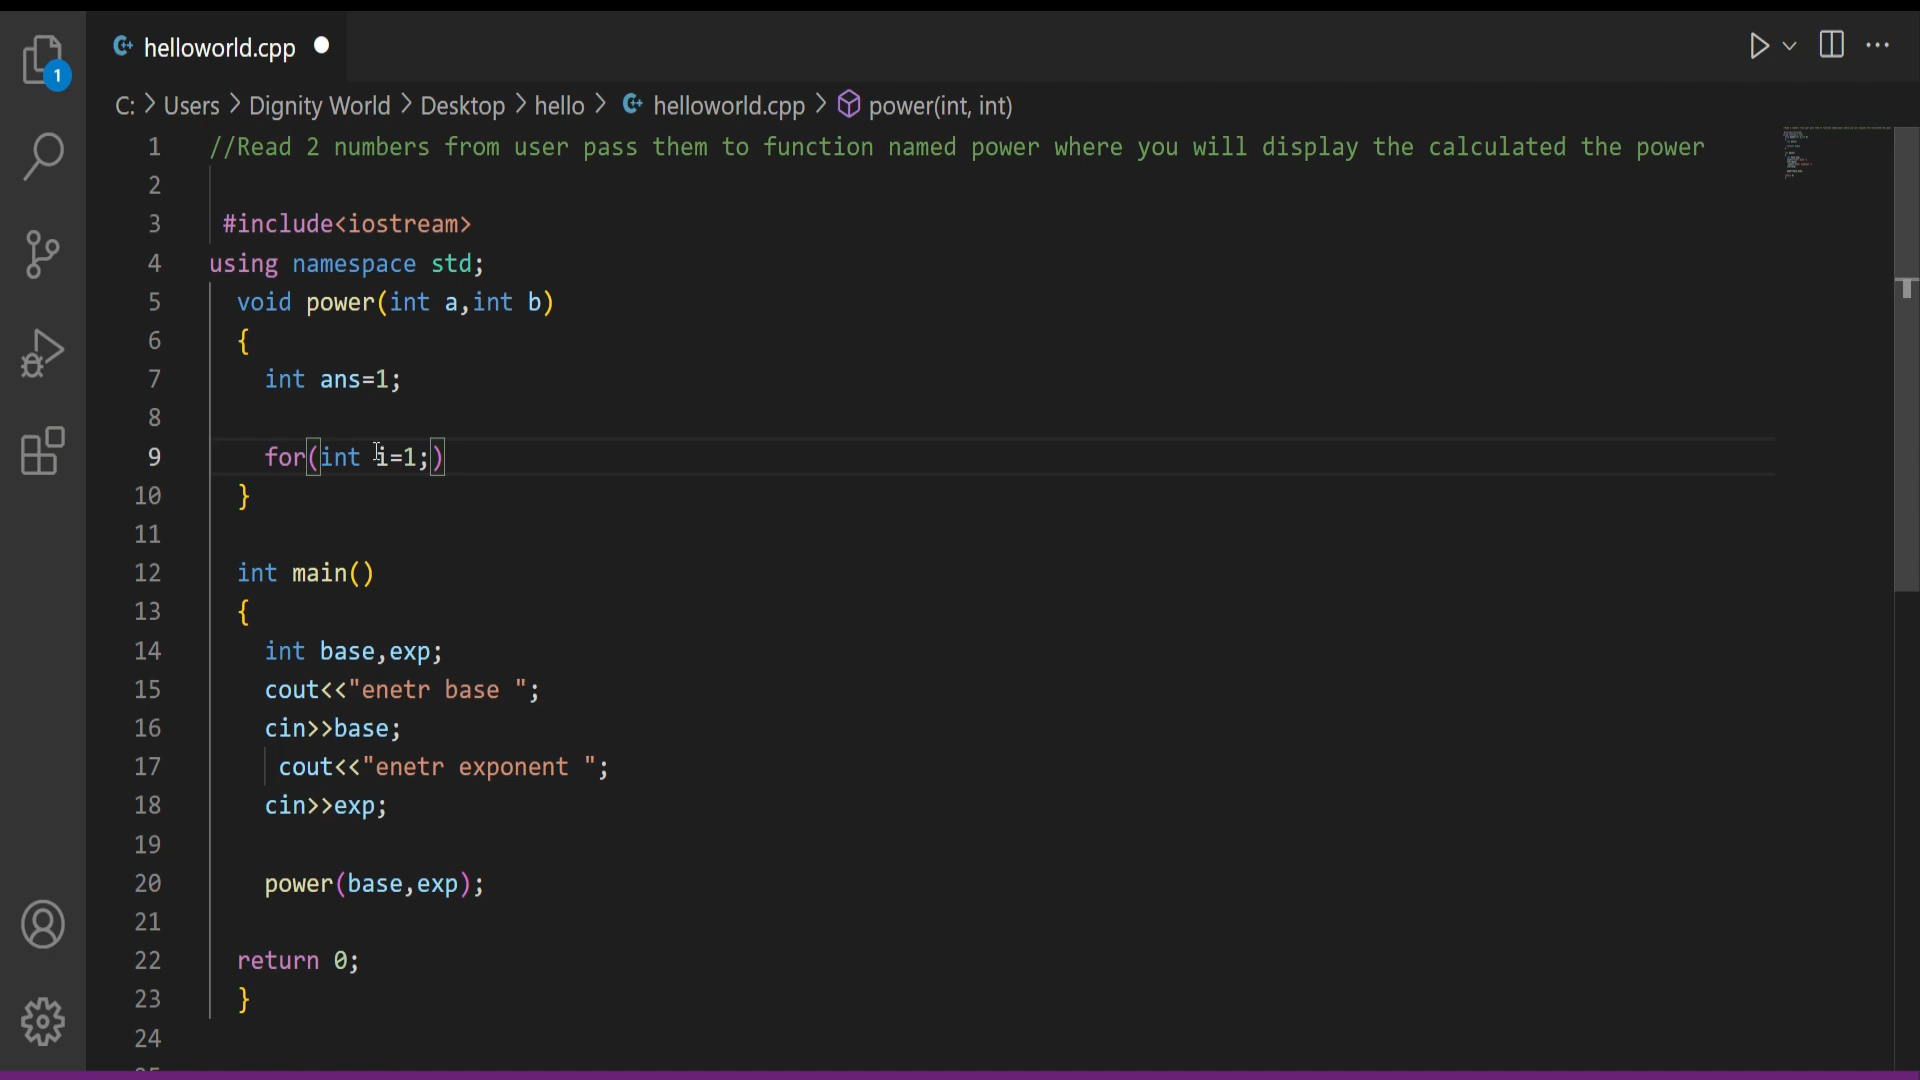 helloworld.cpp
1
C: > Users > Dignity World > Desktop > hello > helloworld.cpp > power(int, int)
1 //Read 2 numbers from user pass them to function named power where you will display the calculated the power
2
3 #include<iostream>
4 using namespace std;
5 void power(int a,int b)
6 {
7 int ans=1;
8
9 for(int i=1;)
10 }
11
12 int main()
13 {
14 int base,exp;
15 cout<<"enetr base ";
16 cin>>base;
17 cout<<"enetr exponent ";
18 cin>>exp;
19
20 power(base,exp);
21
22 return 0;
23 }
24